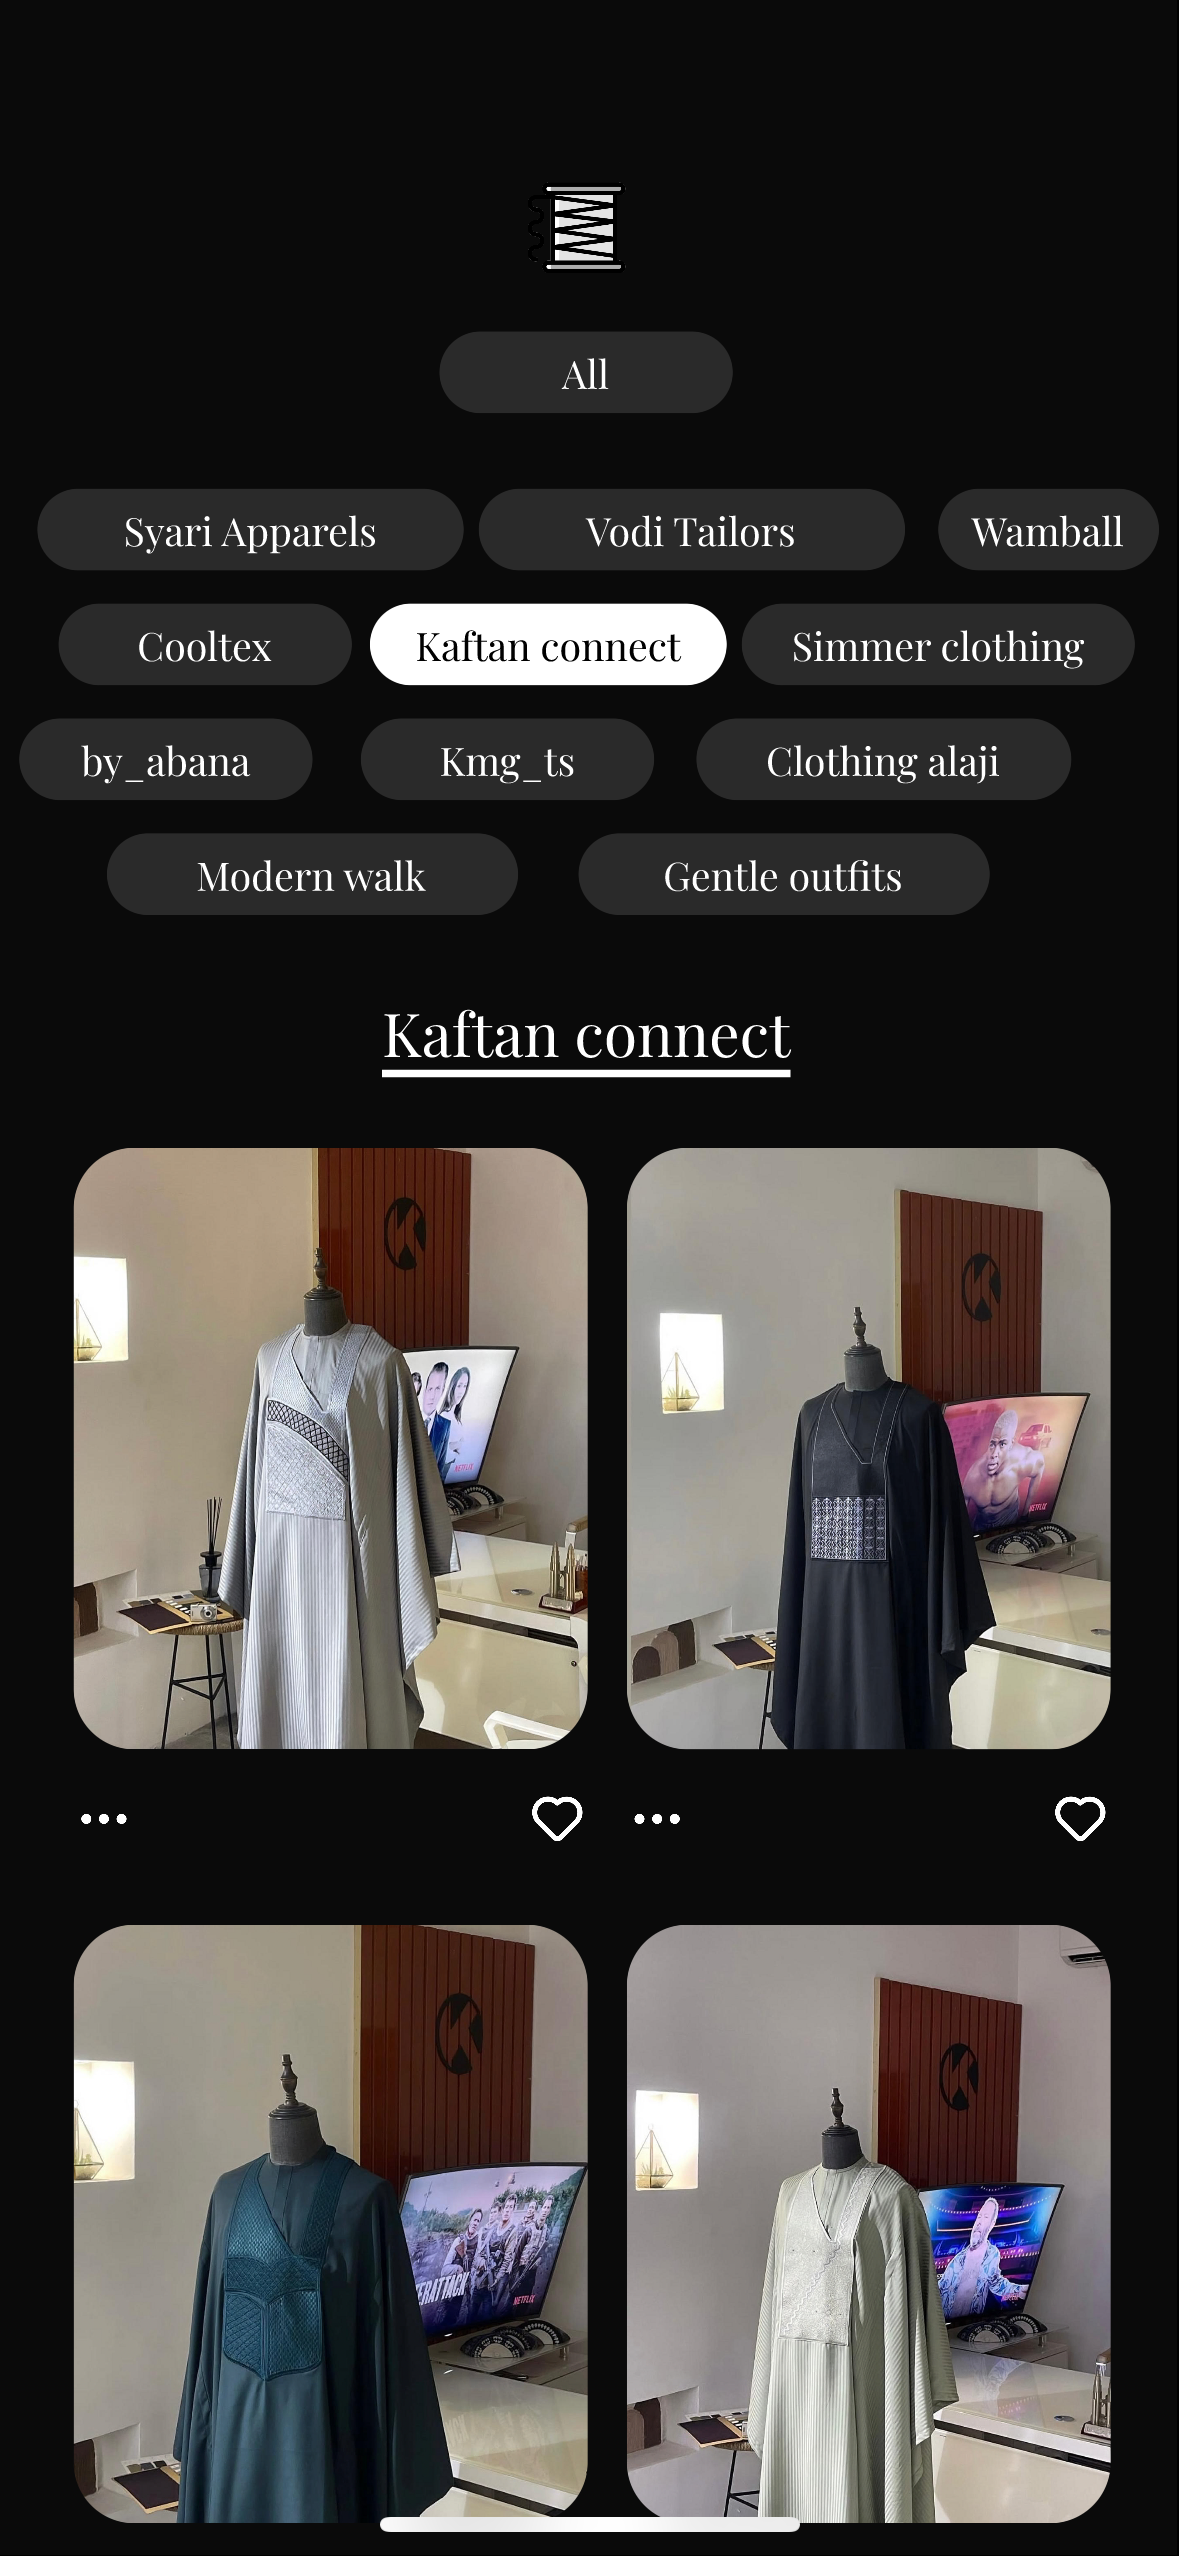 All
Syari Apparels
Vodi Tailors
Wamball
Cooltex
Kaftan connect
Simmer clothing
by_abana
Kmg_ts
Clothing alaji
Modern walk
Gentle outfits
Kaftan connect
NETFLIX
NETFLIX
ERATTACK
NETFLIX